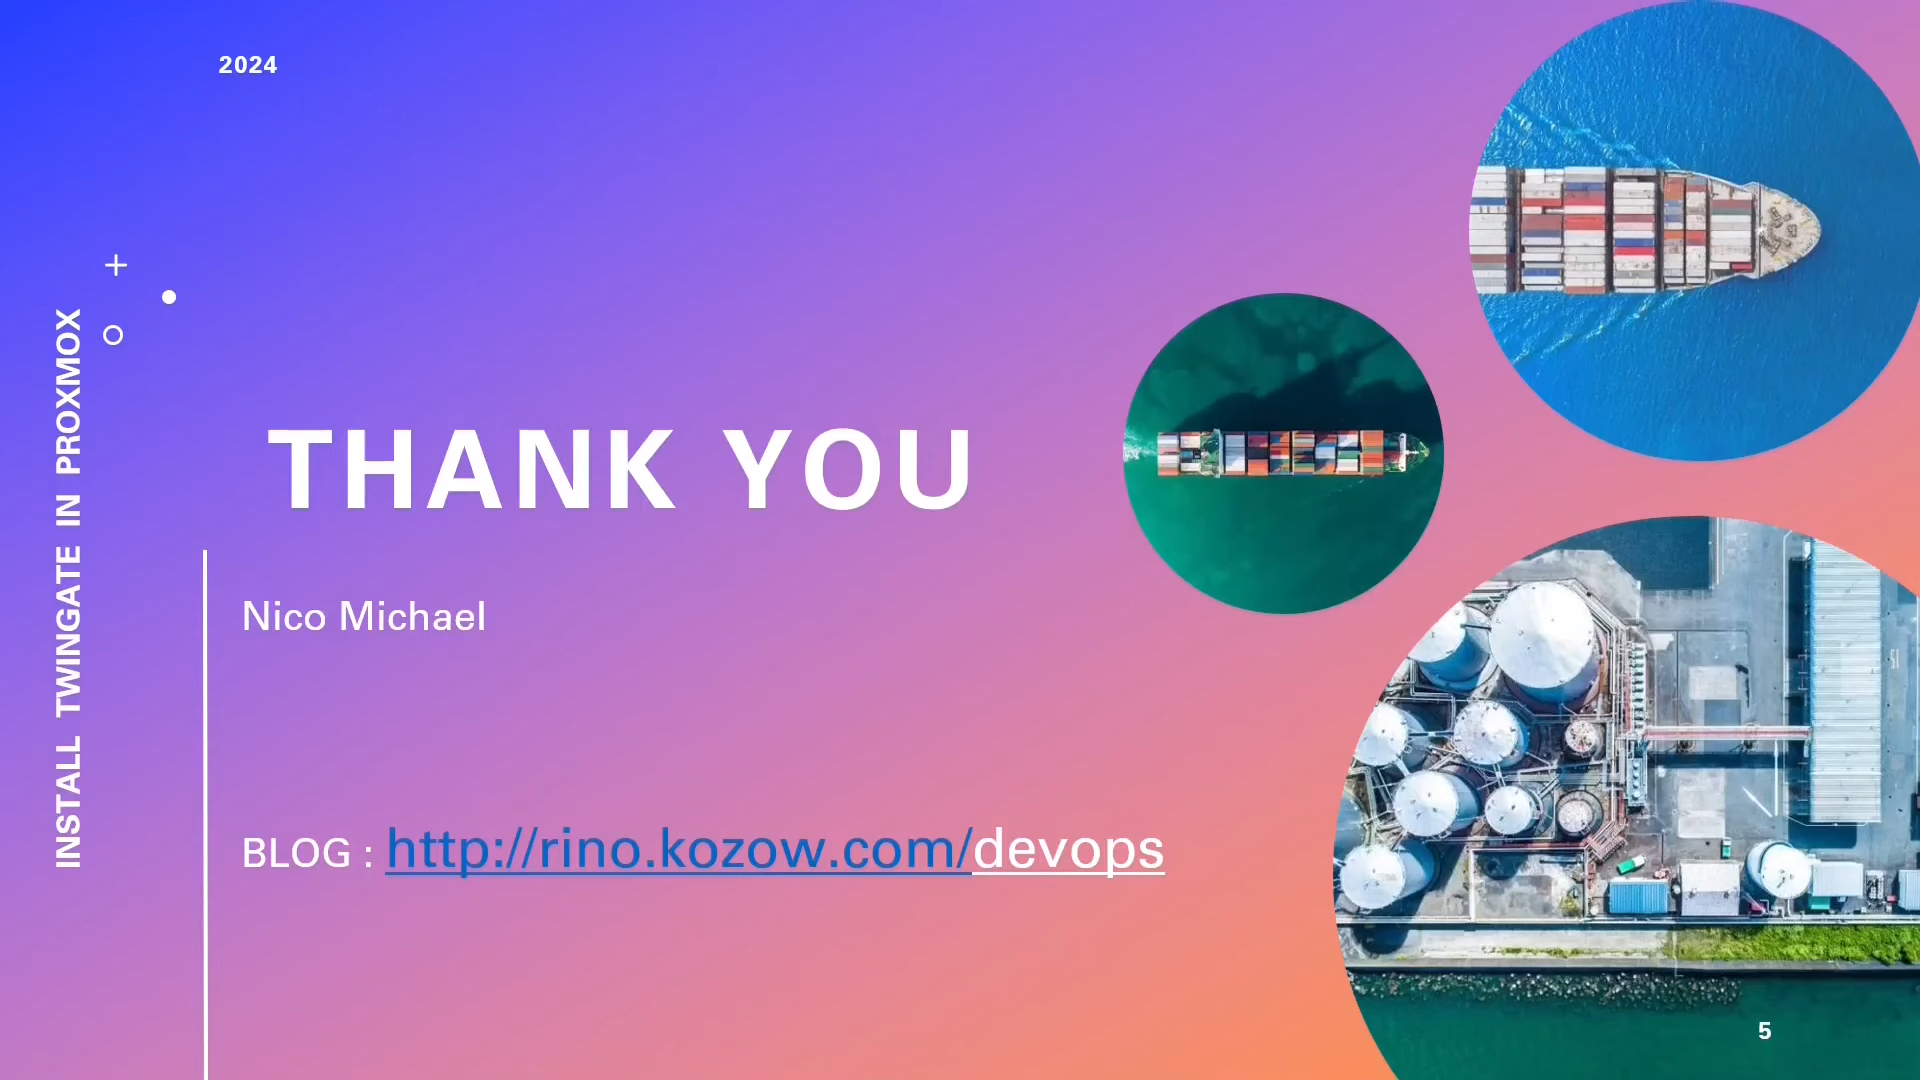 2024
INSTALL TWINGATE IN PROXMOX
THANK YOU
Nico Michael
BLOG : http://rino.kozow.com/devops
5